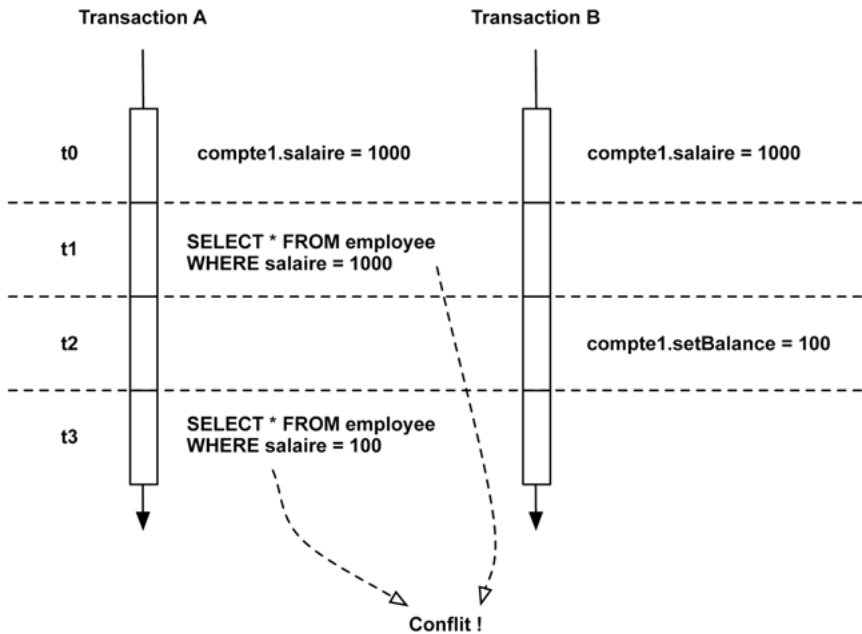 Transaction A
Transaction B
t0
compte1.salaire = 1000
compte1.salaire = 1000
t1
SELECT * FROM employee
WHERE salaire = 1000
t2
compte1.setBalance = 100
t3
SELECT * FROM employee
WHERE salaire = 100
Conflit !